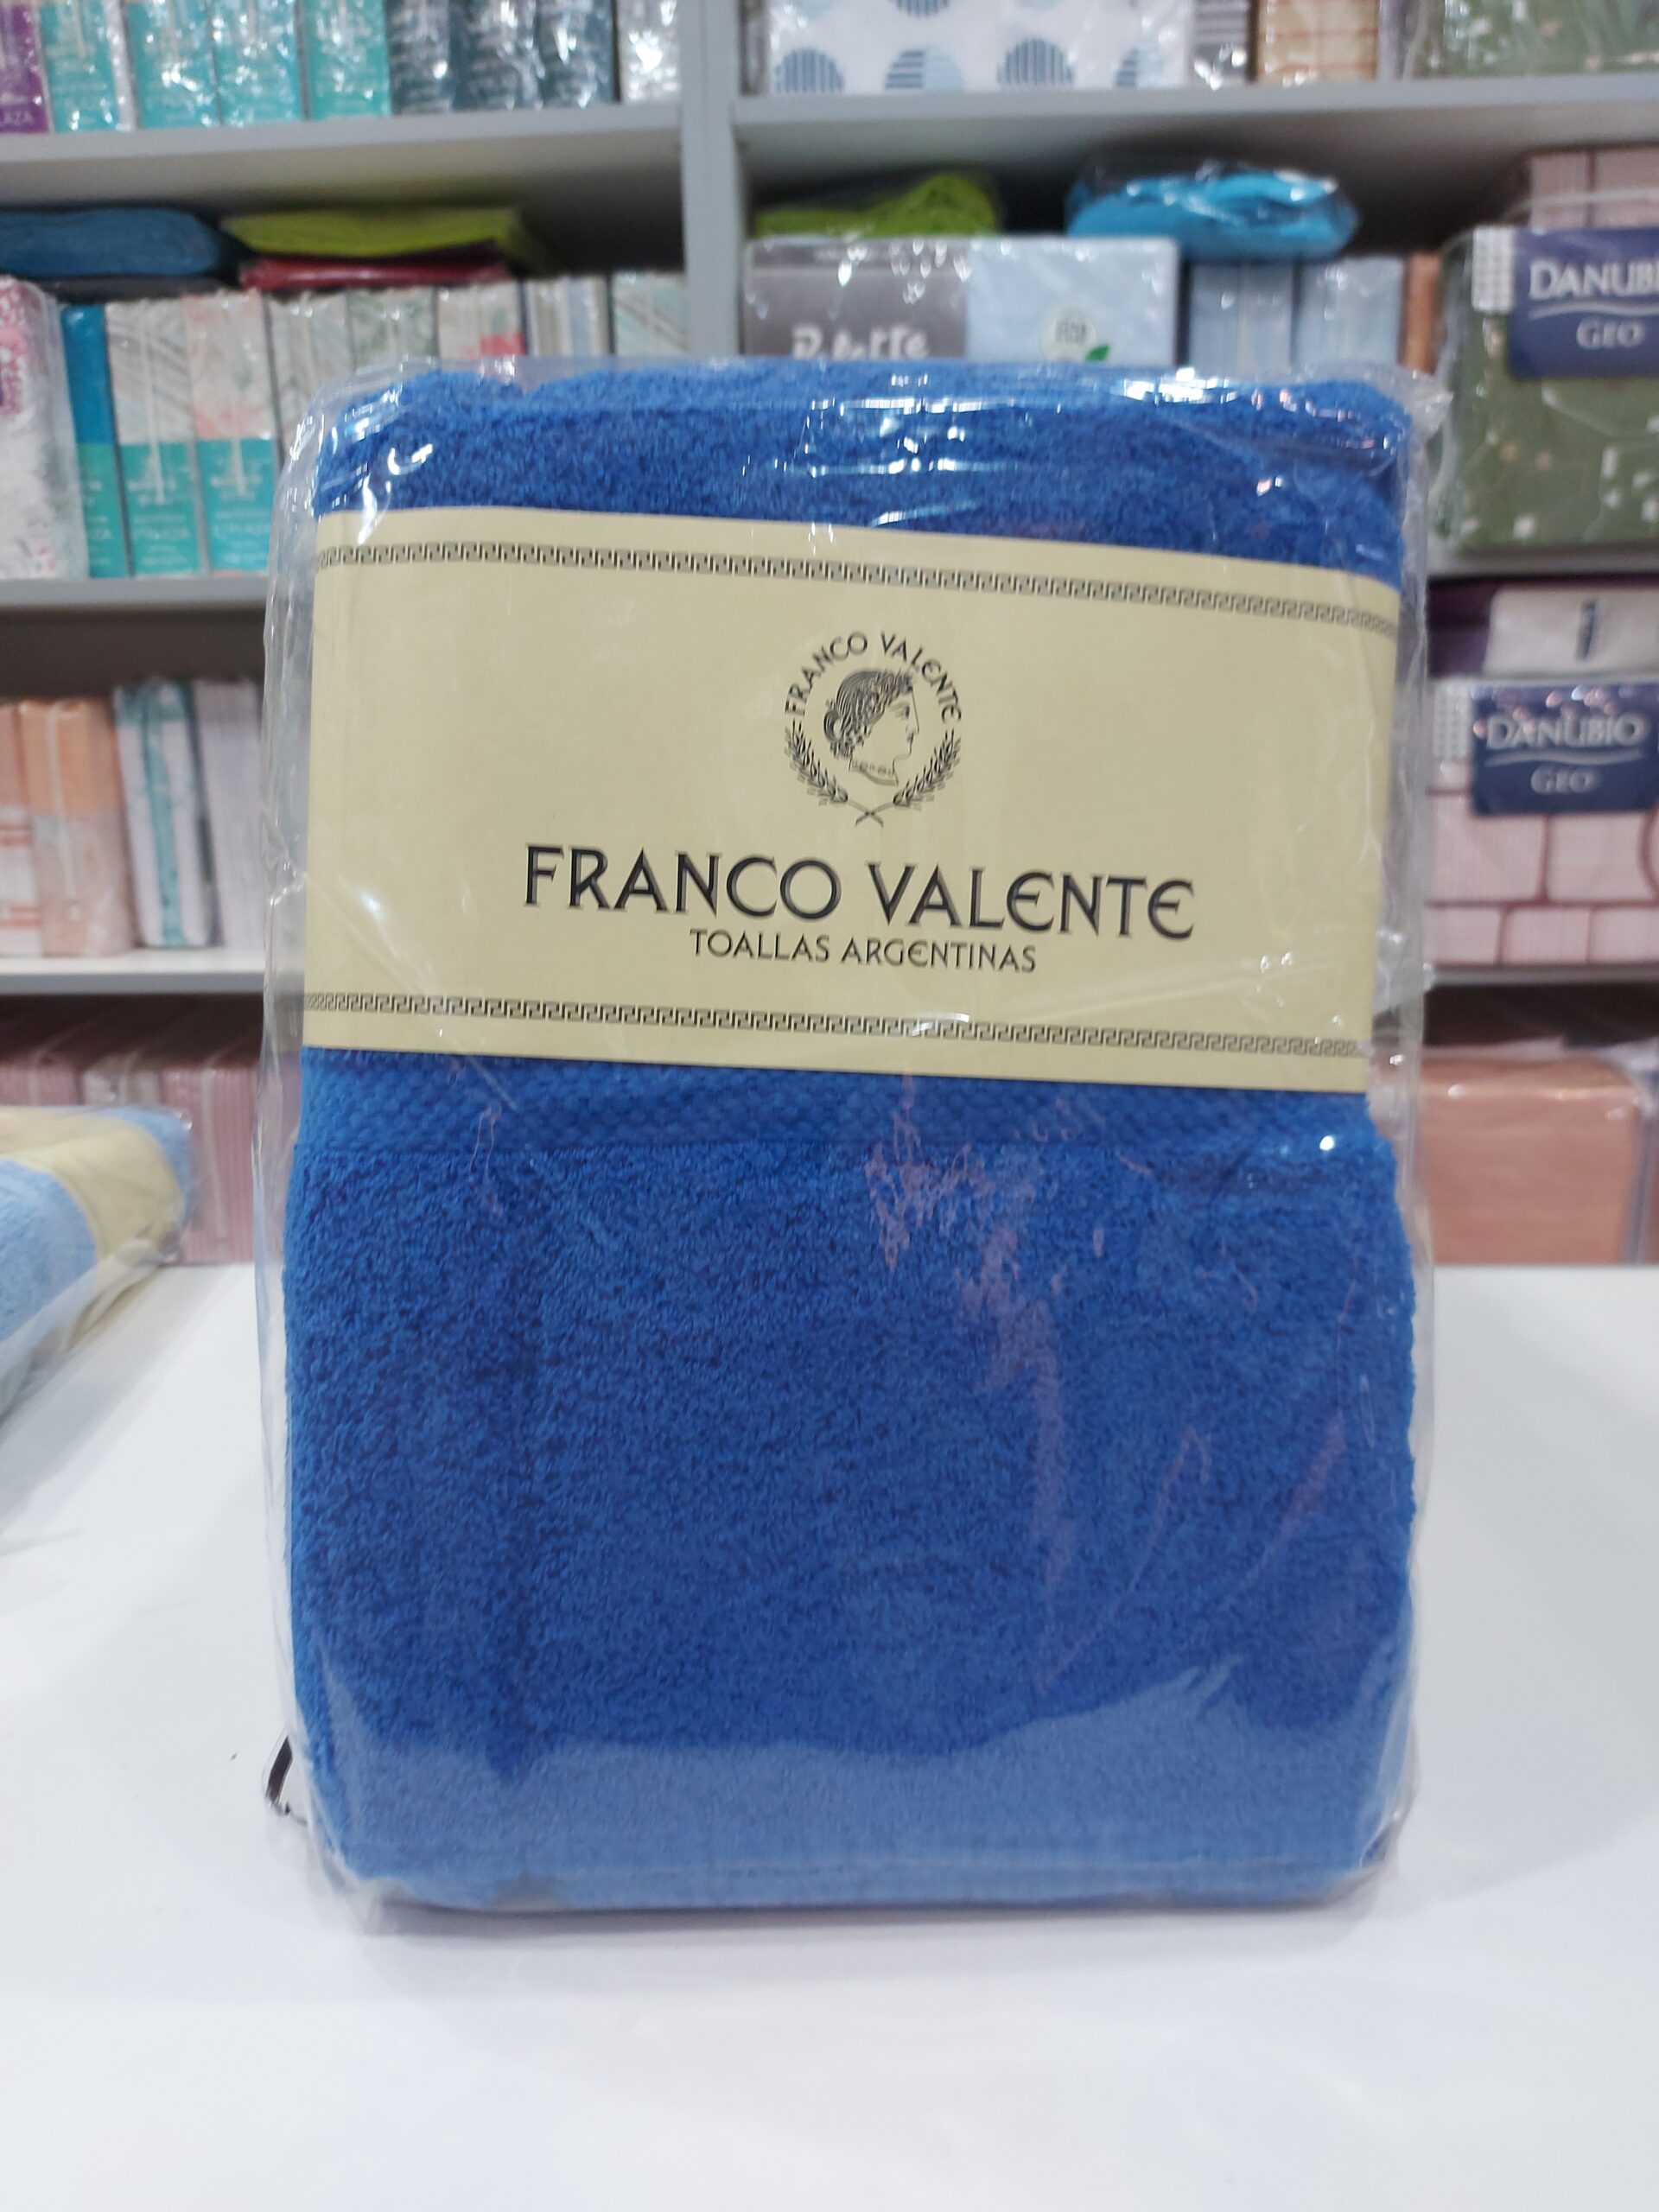 DANUBIO
GEO
FRANCO VALENTE
FRANCO VALENTE
TOALLAS ARGENTINAS
DANUBIO
GEO